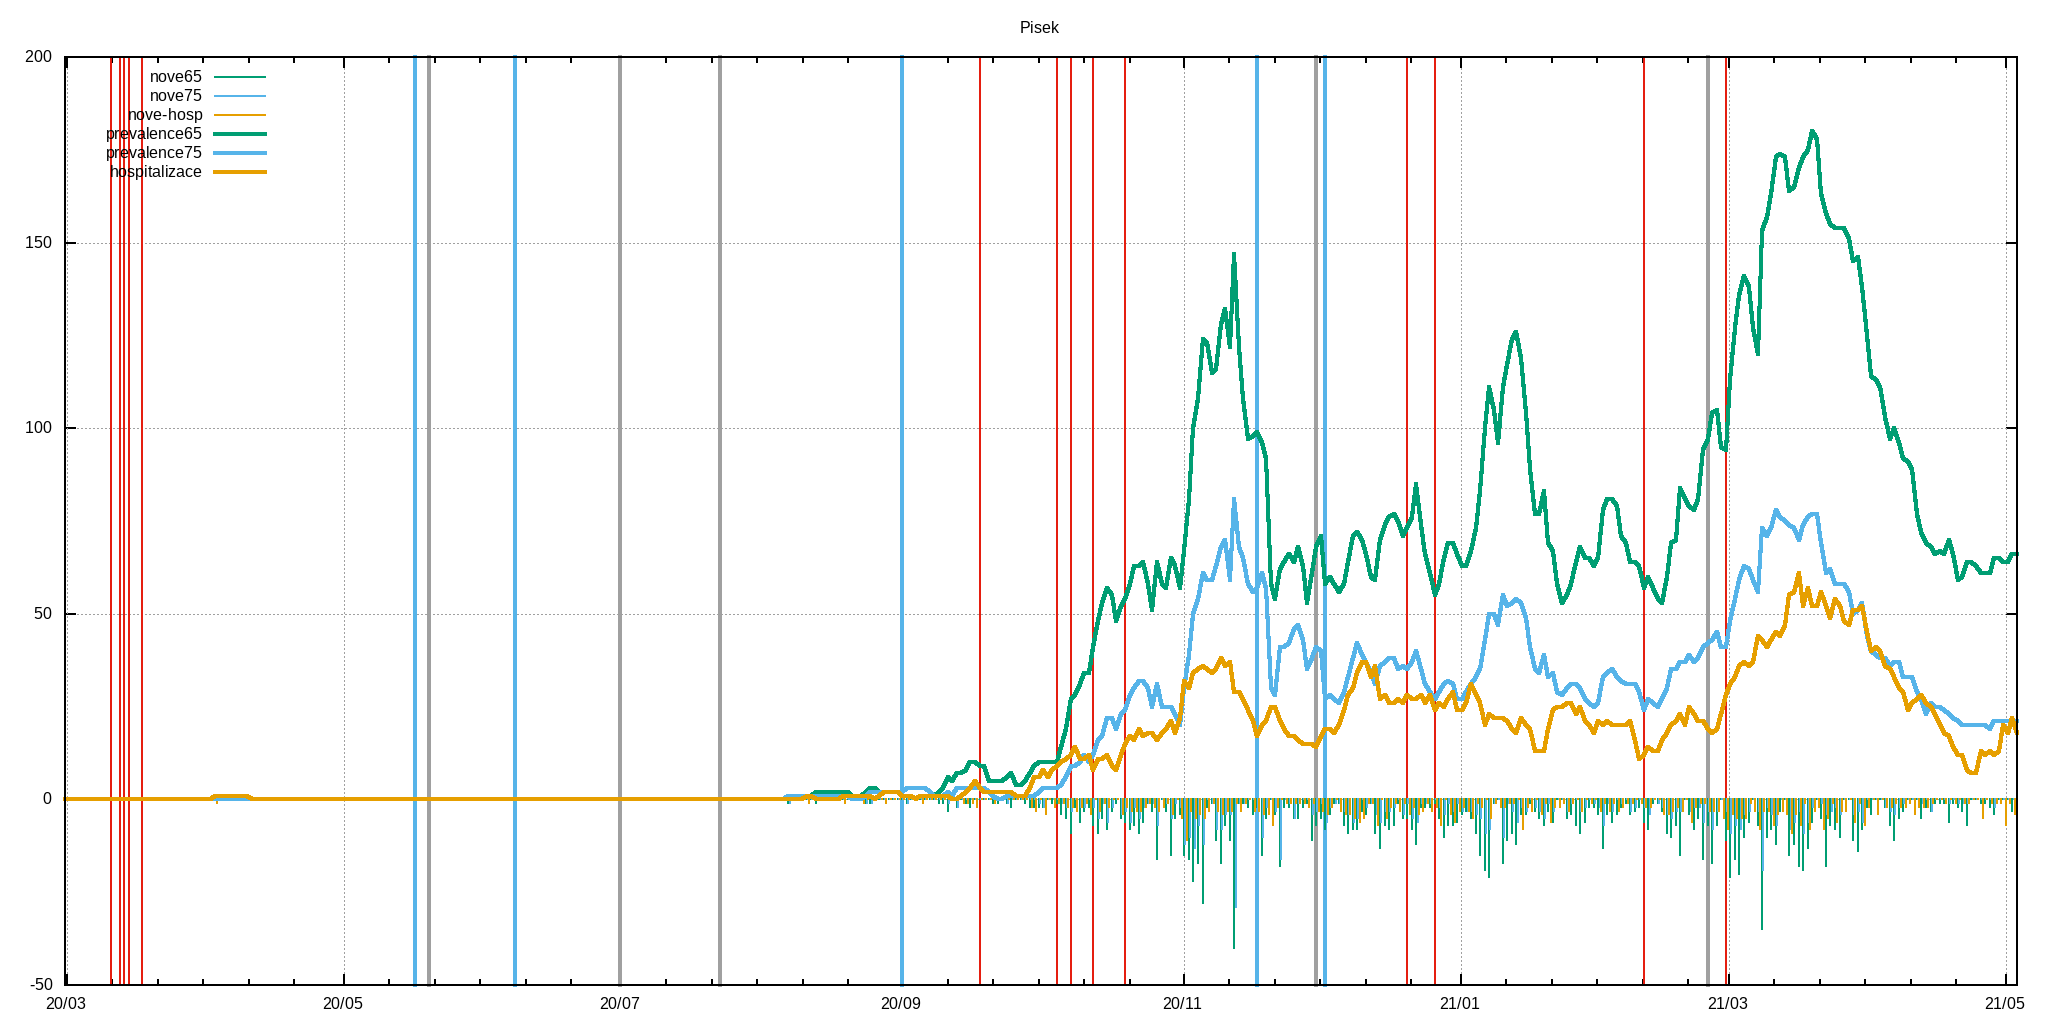 Pisek
200
150
100
50
0
-50
nove65
nove75
nove-hosp
prevalence65
prevalence75
hospitalizace
20/03 20/05 20/07 20/09 20/11 21/01 21/03 21/05